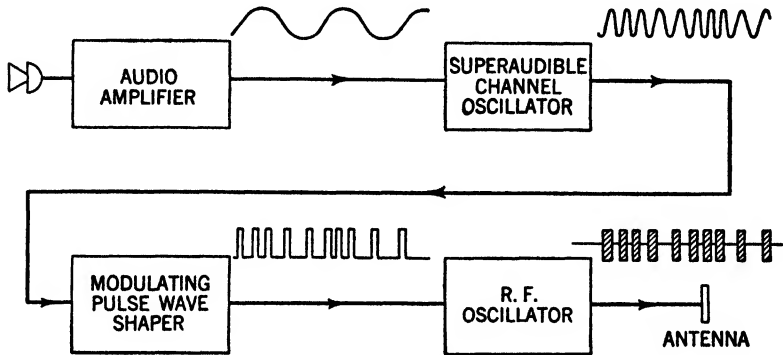 AUDIO
AMPLIFIER
SUPERAUDIBLE
CHANNEL
OSCILLATOR
MODULATING
PULSE WAVE
SHAPER
R. F.
OSCILLATOR
ANTENNA